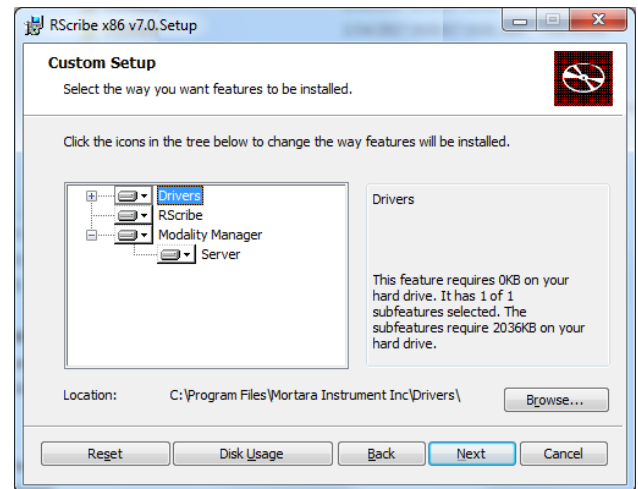 RScribe x86 v7.0.Setup
Custom Setup
Select the way you want features to be installed.
Click the icons in the tree below to change the way features will be installed.
Drivers
RScribe
Modality Manager
Server
Drivers
This feature requires 0KB on your
hard drive. It has 1 of 1
subfeatures selected. The
subfeatures require 2036KB on your
hard drive.
Location: C:\Program Files\Mortara Instrument Inc\Drivers\ Browse...
Reset Disk Usage Back Next Cancel